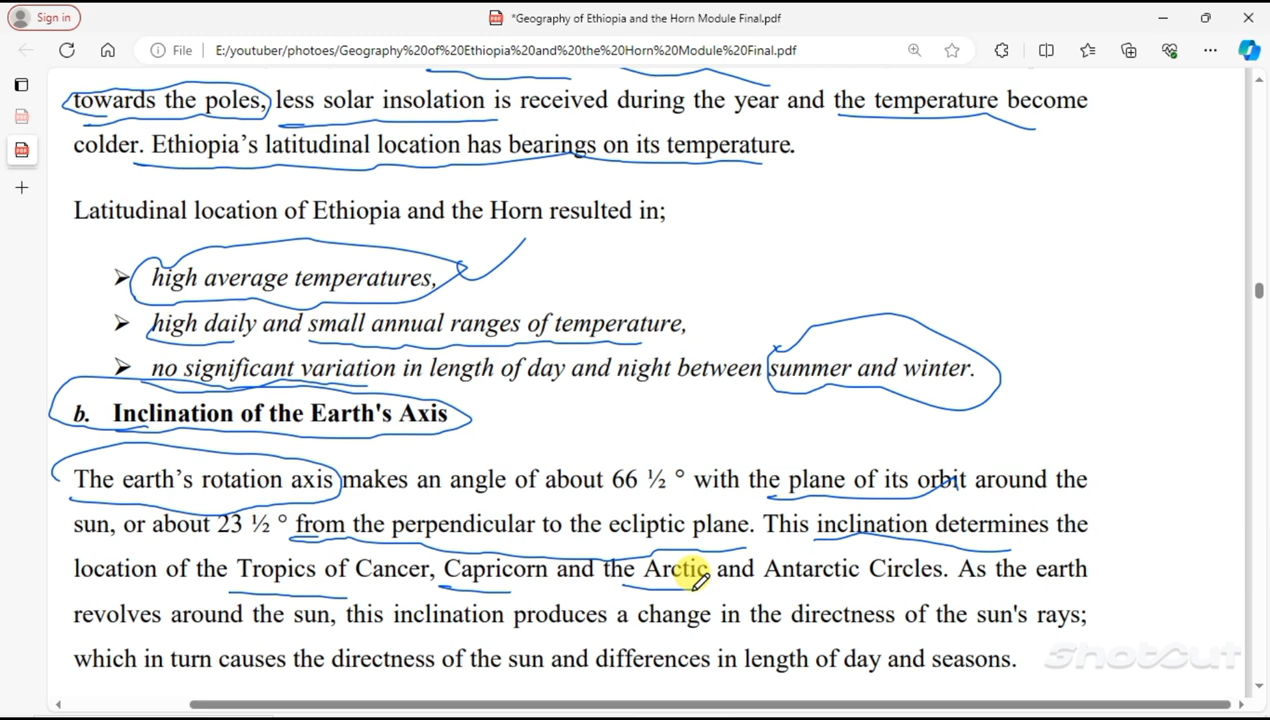 Sign in
*Geography of Ethiopia and the Horn Module Final.pdf
File
E:/youtuber/photoes/Geography%20of%20Ethiopia%20and%20the%20Horn%20Module%20Final.pdf
towards the poles, less solar insolation is received during the year and the temperature become
colder. Ethiopia’s latitudinal location has bearings on its temperature.
Latitudinal location of Ethiopia and the Horn resulted in;
➢ high average temperatures,
➢ high daily and small annual ranges of temperature,
➢ no significant variation in length of day and night between summer and winter.
b. Inclination of the Earth's Axis
The earth’s rotation axis makes an angle of about 66 ½ ° with the plane of its orbit around the
sun, or about 23 ½ ° from the perpendicular to the ecliptic plane. This inclination determines the
location of the Tropics of Cancer, Capricorn and the Arctic and Antarctic Circles. As the earth
revolves around the sun, this inclination produces a change in the directness of the sun's rays;
which in turn causes the directness of the sun and differences in length of day and seasons.
Shotcut